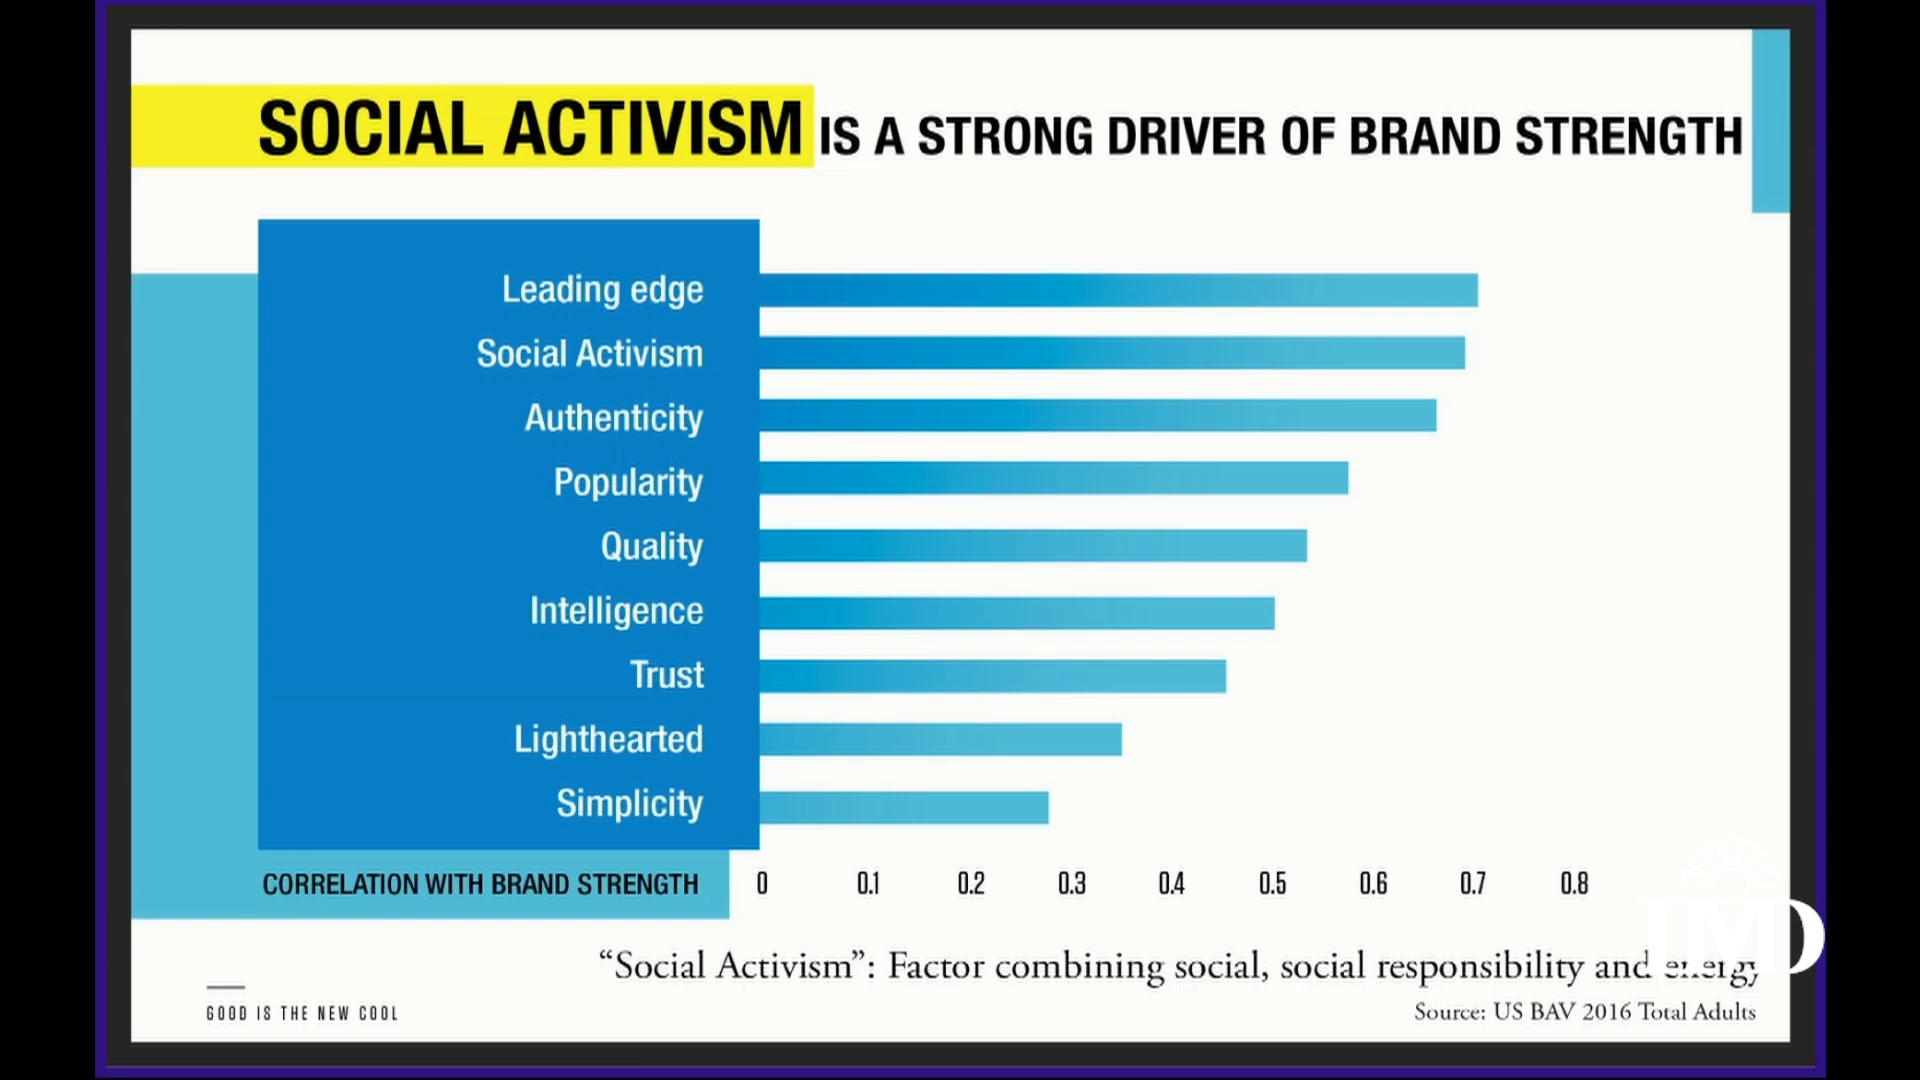 SOCIAL ACTIVISM IS A STRONG DRIVER OF BRAND STRENGTH
Leading edge
Social Activism
Authenticity
Popularity
Quality
Intelligence
Trust
Lighthearted
Simplicity
CORRELATION WITH BRAND STRENGTH 0 0.1 0.2 0.3 0.4 0.5 0.6 0.7 0.8
IMD
“Social Activism”: Factor combining social, social responsibility and energy
GOOD IS THE NEW COOL
Source: US BAV 2016 Total Adults